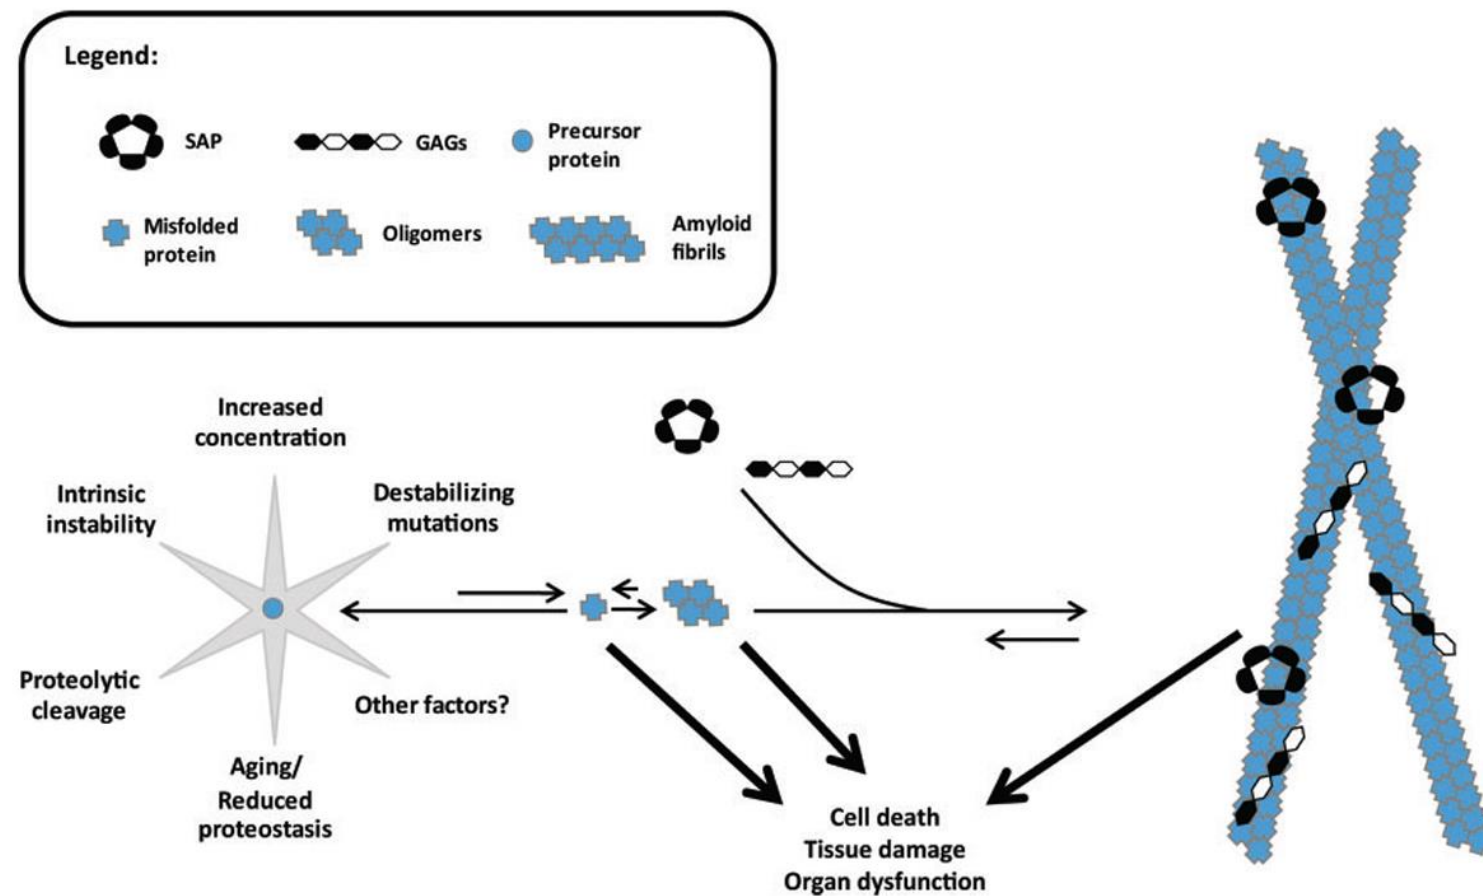 Legend:
SAP
GAGs
Precursor
protein
Misfolded
protein
Oligomers
Amyloid
fibrils
Increased
concentration
Intrinsic
instability
Destabilizing
mutations
Proteolytic
cleavage
Other factors?
Aging/
Reduced
proteostasis
Cell death
Tissue damage
Organ dysfunction